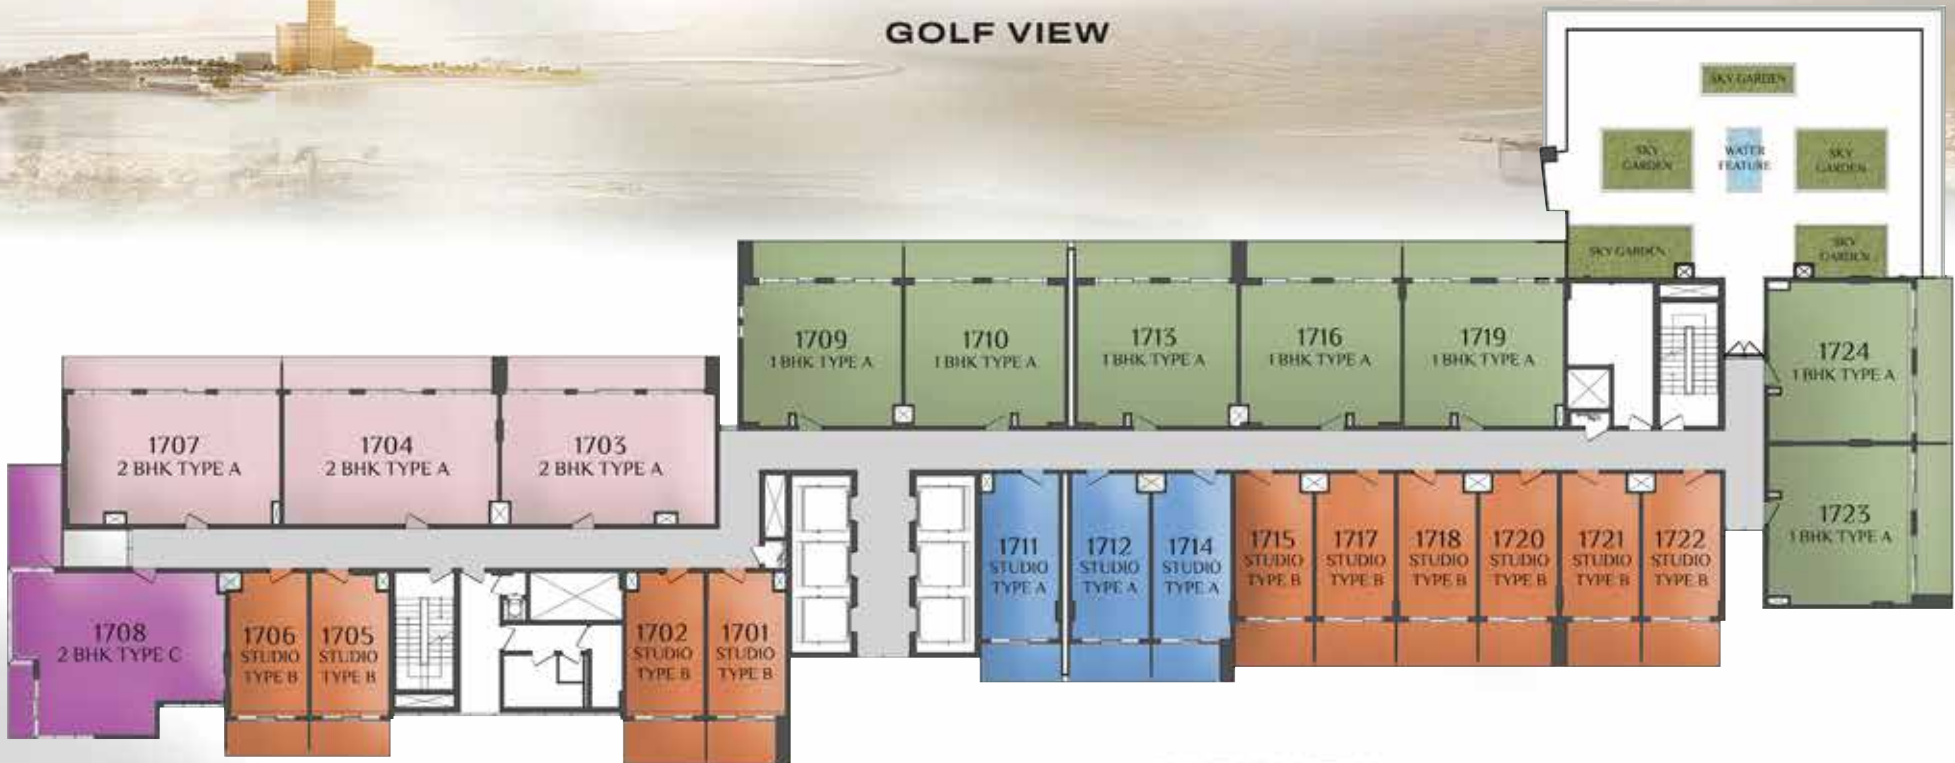 GOLF VIEW
SKY GARDEN
SKY
GARDEN
WATER
FEATURE
SKY
GARDEN
SKY GARDEN
SKY
GARDEN
1709
1 BHK TYPE A
1710
1 BHK TYPE A
1713
1 BHK TYPE A
1716
1 BHK TYPE A
1719
1 BHK TYPE A
1724
1 BHK TYPE A
1707
2 BHK TYPE A
1704
2 BHK TYPE A
1703
2 BHK TYPE A
1723
1 BHK TYPE A
1711
STUDIO
TYPE A
1712
STUDIO
TYPE A
1714
STUDIO
TYPE A
1715
STUDIO
TYPE B
1717
STUDIO
TYPE B
1718
STUDIO
TYPE B
1720
STUDIO
TYPE B
1721
STUDIO
TYPE B
1722
STUDIO
TYPE B
1708
2 BHK TYPE C
1706
STUDIO
TYPE B
1705
STUDIO
TYPE B
1702
STUDIO
TYPE B
1701
STUDIO
TYPE B